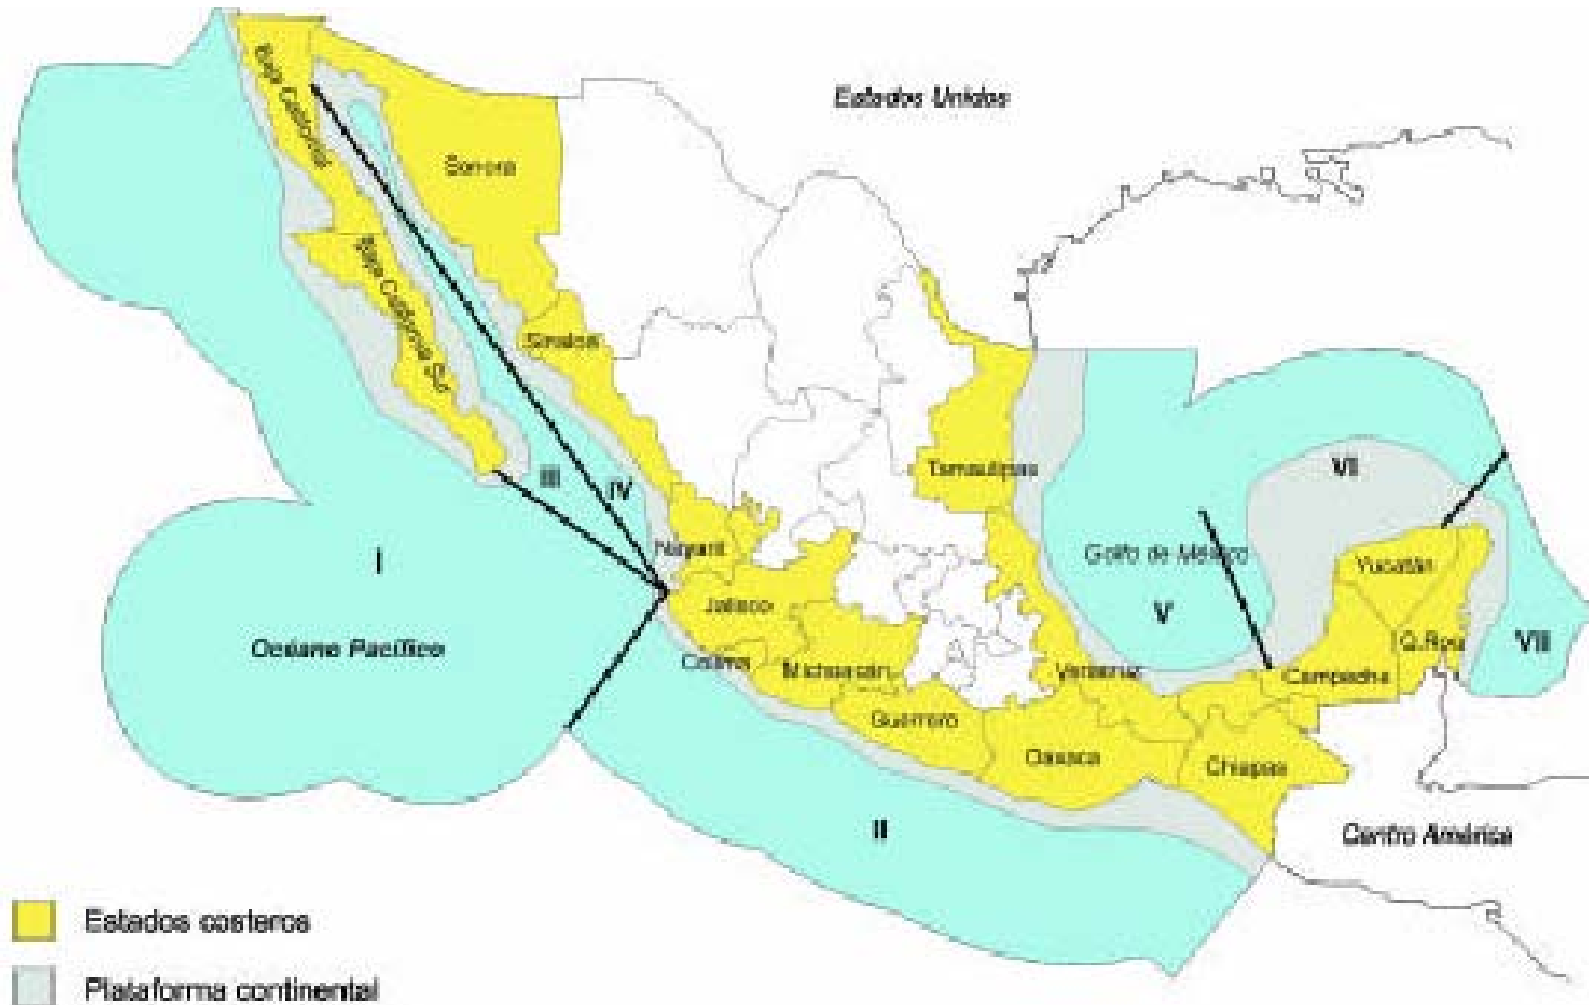 Estados Unidos
Baja California
Sonora
Baja California Sur
Sinaloa
Tamaulipas
VI
III
IV
Nayarit
Golfo de México
Yucatán
I
Jalisco
V
Océano Pacífico
Colima
Michoacán
Veracruz
Q.Roo
VII
Campeche
Guerrero
Oaxaca
Chiapas
II
Centro América
Estados costeros
Plataforma continental